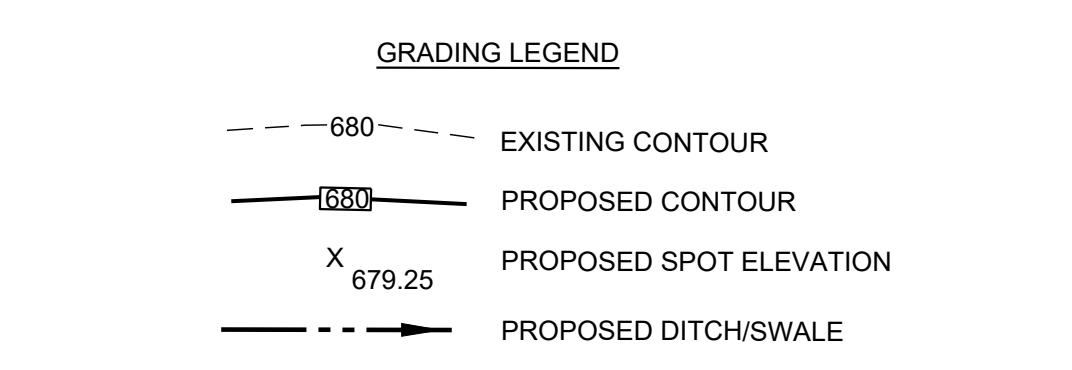 GRADING LEGEND
680 EXISTING CONTOUR
680 PROPOSED CONTOUR
X 679.25 PROPOSED SPOT ELEVATION
PROPOSED DITCH/SWALE